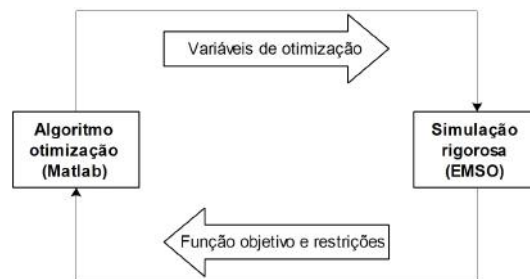 Variáveis de otimização
Algoritmo
otimização
(Matlab)
Simulação
rigorosa
(EMSO)
Função objetivo e restrições